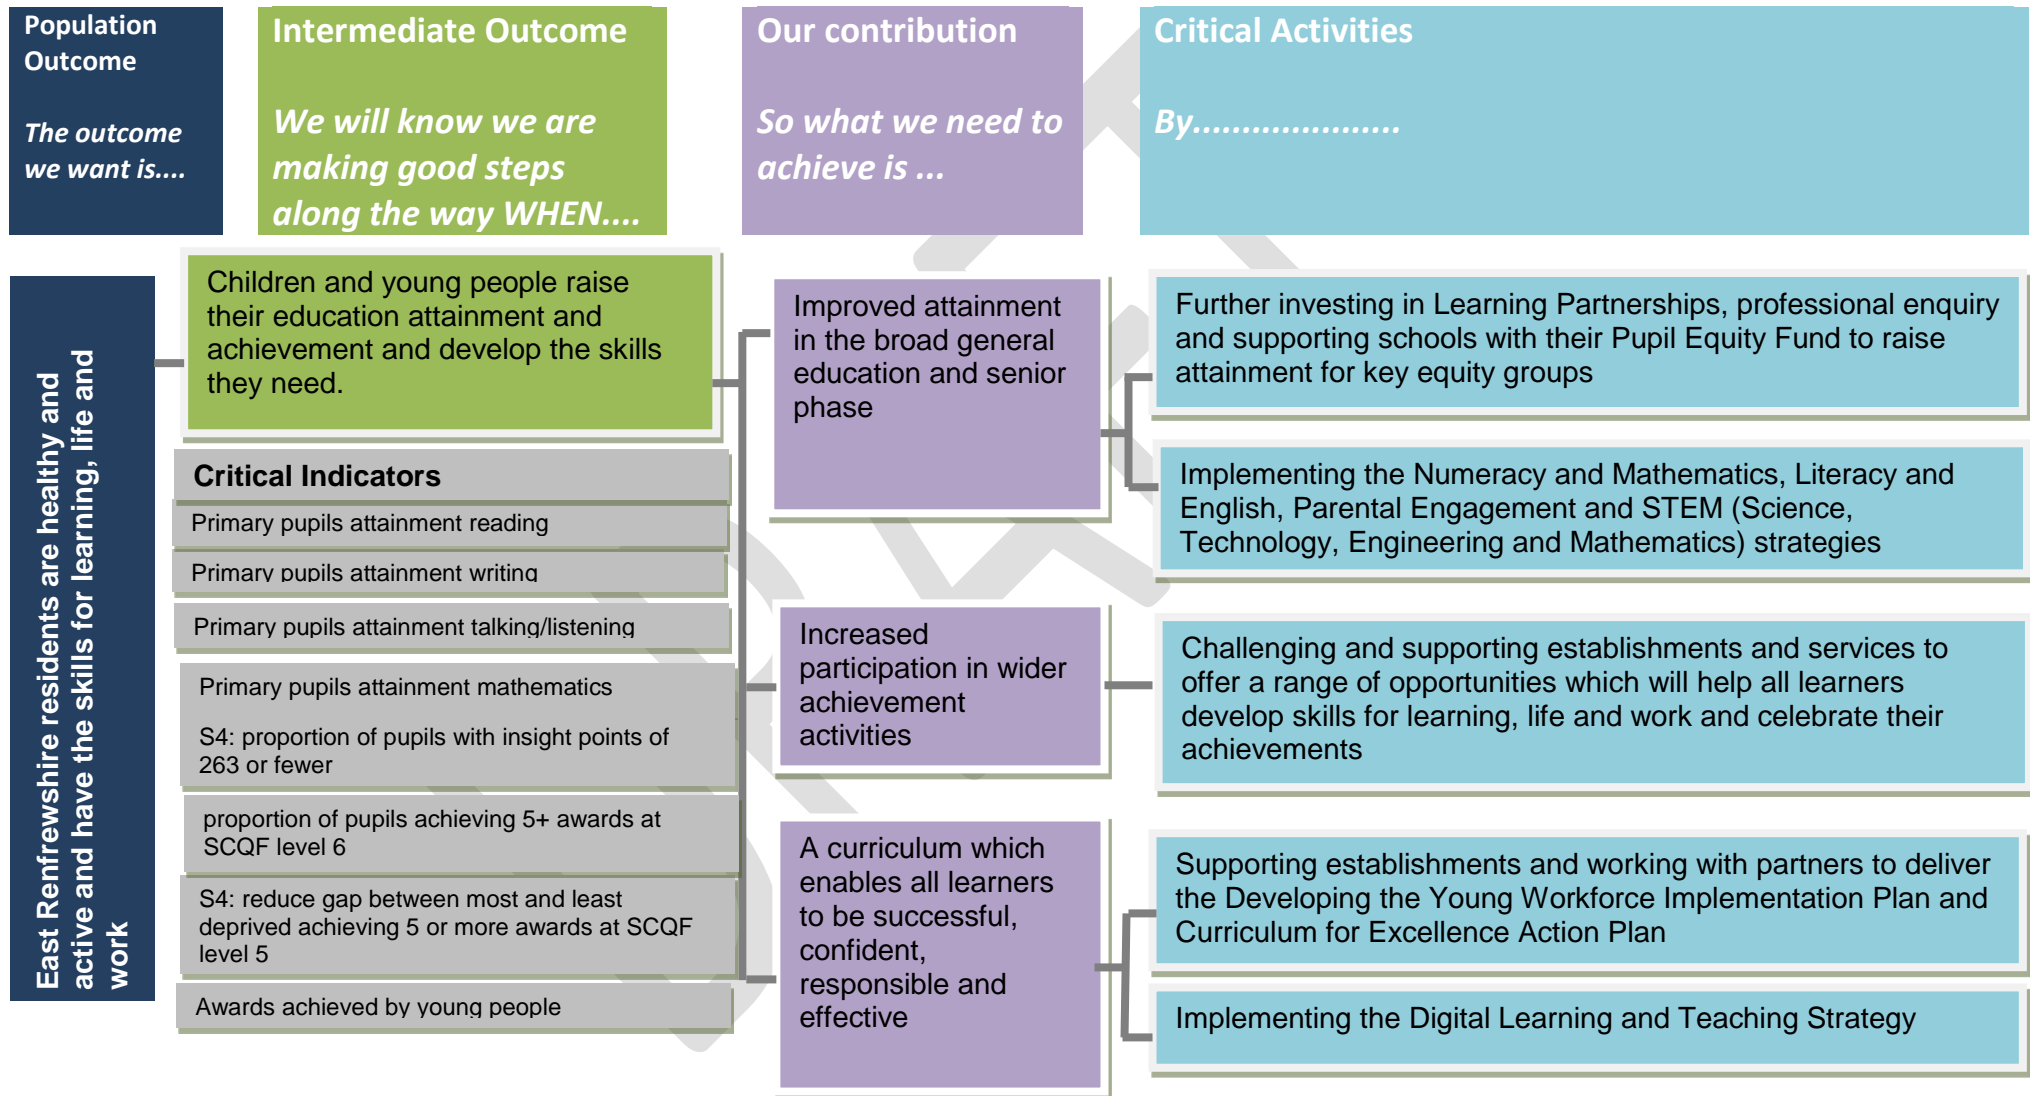 Population
Outcome
The outcome
we want is....
Intermediate Outcome
We will know we are
making good steps
along the way WHEN....
Our contribution
So what we need to
achieve is ...
Critical Activities
By.....................
East Renfrewshire residents are healthy and
active and have the skills for learning, life and
work
Children and young people raise
their education attainment and
achievement and develop the skills
they need.
Critical Indicators
Primary pupils attainment reading
Primary pupils attainment writing
Primary pupils attainment talking/listening
Primary pupils attainment mathematics
S4: proportion of pupils with insight points of
263 or fewer
proportion of pupils achieving 5+ awards at
SCQF level 6
S4: reduce gap between most and least
deprived achieving 5 or more awards at SCQF
level 5
Awards achieved by young people
Improved attainment
in the broad general
education and senior
phase
Increased
participation in wider
achievement
activities
A curriculum which
enables all learners
to be successful,
confident,
responsible and
effective
Further investing in Learning Partnerships, professional enquiry
and supporting schools with their Pupil Equity Fund to raise
attainment for key equity groups
Implementing the Numeracy and Mathematics, Literacy and
English, Parental Engagement and STEM (Science,
Technology, Engineering and Mathematics) strategies
Challenging and supporting establishments and services to
offer a range of opportunities which will help all learners
develop skills for learning, life and work and celebrate their
achievements
Supporting establishments and working with partners to deliver
the Developing the Young Workforce Implementation Plan and
Curriculum for Excellence Action Plan
Implementing the Digital Learning and Teaching Strategy
DRAFT